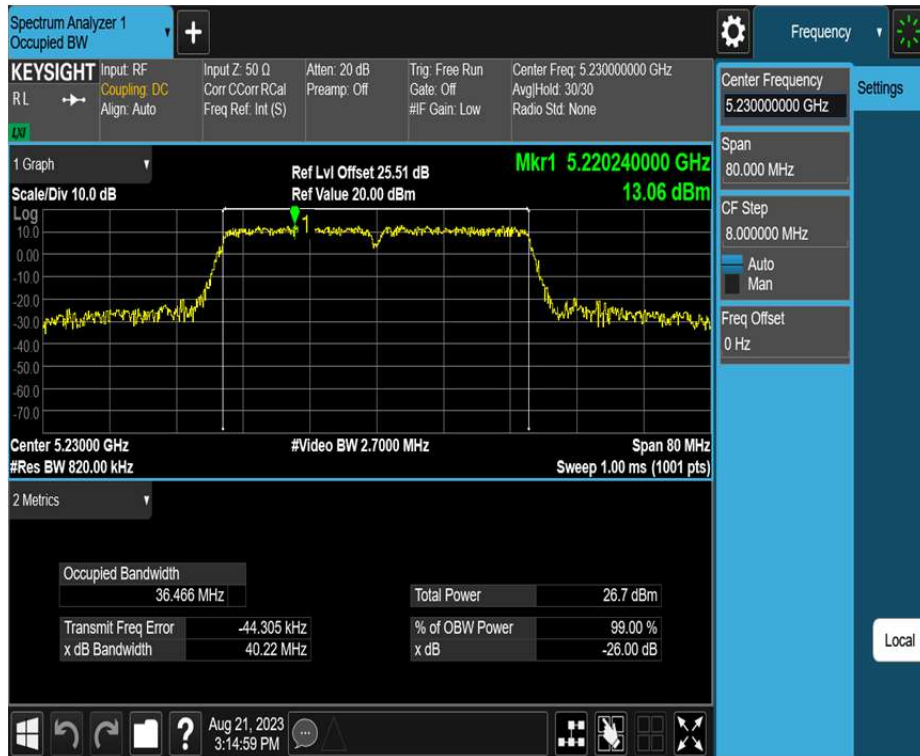 Spectrum Analyzer 1
Occupied BW
+
Frequency
KEYSIGHT
R L
LXI
Input: RF
Coupling: DC
Align: Auto
Input Z: 50 Ω
Corr CCorr RCal
Freq Ref: Int (S)
Atten: 20 dB
Preamp: Off
Trig: Free Run
Gate: Off
#IF Gain: Low
Center Freq: 5.230000000 GHz
Avg|Hold: 30/30
Radio Std: None
Center Frequency
5.230000000 GHz
Settings
Span
80.000 MHz
CF Step
8.000000 MHz
Auto
Man
Freq Offset
0 Hz
Local
1 Graph
Scale/Div 10.0 dB
Ref Lvl Offset 25.51 dB
Ref Value 20.00 dBm
Mkr1 5.220240000 GHz
13.06 dBm
Log
10.0
0.00
-10.0
-20.0
-30.0
-40.0
-50.0
-60.0
-70.0
1
Center 5.23000 GHz
#Video BW 2.7000 MHz
Span 80 MHz
#Res BW 820.00 kHz
Sweep 1.00 ms (1001 pts)
2 Metrics
Occupied Bandwidth
36.466 MHz
Total Power 26.7 dBm
Transmit Freq Error -44.305 kHz
% of OBW Power 99.00 %
x dB Bandwidth 40.22 MHz
x dB -26.00 dB
?
Aug 21, 2023
3:14:59 PM